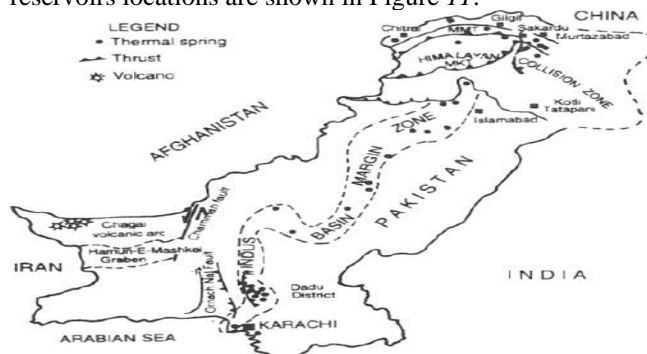 reservoirs locations are shown in Figure 11.
LEGEND
Thermal spring
Thrust
Volcano
CHINA
Gilgit
Chitral
MMT
Sakardu
Murtazabad
HIMALAYAN
MKT
COLLISION ZONE
Kotli
Tatapani
Islamabad
AFGHANISTAN
ZONE
MARGIN
BASIN
INDUS
PAKISTAN
Chagai
volcanic arc
Chamman fault
Hamun-E-Mashkel
Graben
IRAN
Ornach Nal Fault
Dadu
District
INDIA
KARACHI
ARABIAN SEA